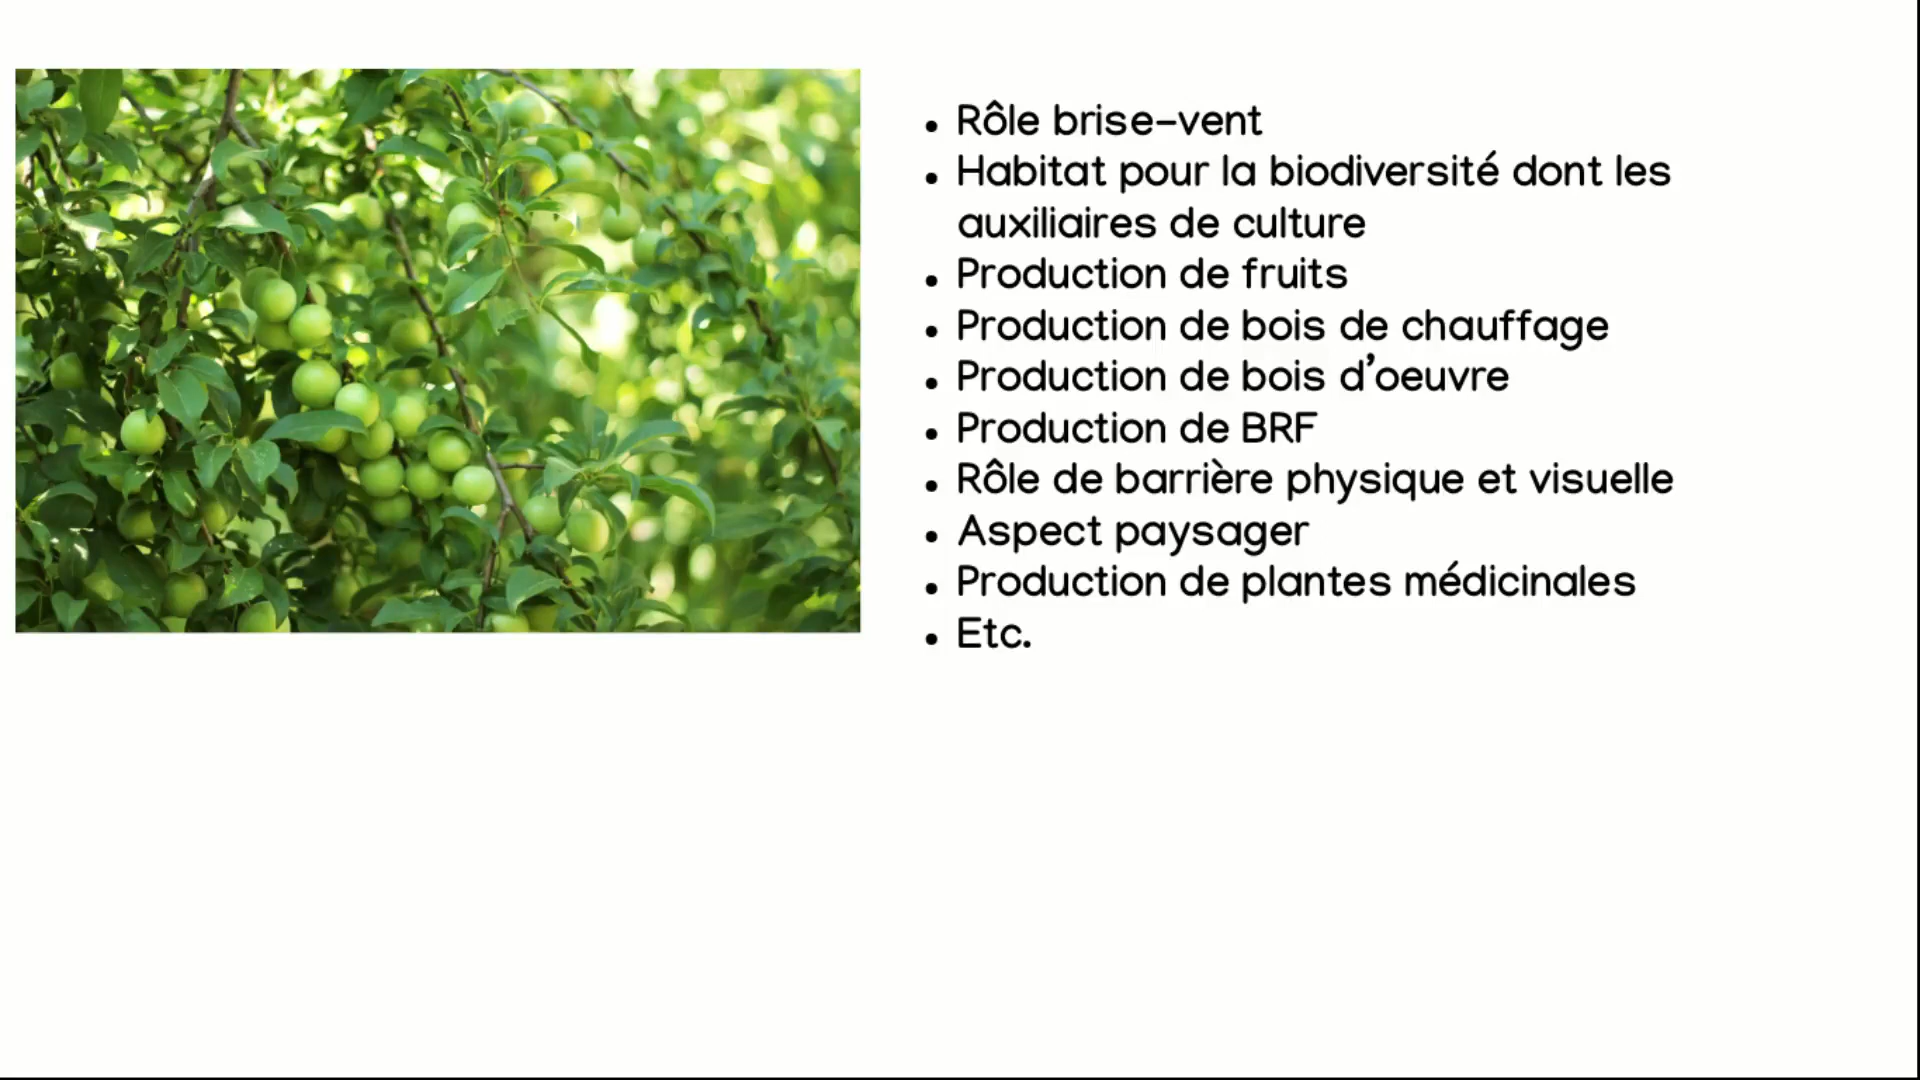 • Rôle brise-vent
• Habitat pour la biodiversité dont les
auxiliaires de culture
• Production de fruits
• Production de bois de chauffage
• Production de bois d’oeuvre
• Production de BRF
• Rôle de barrière physique et visuelle
• Aspect paysager
• Production de plantes médicinales
• Etc.